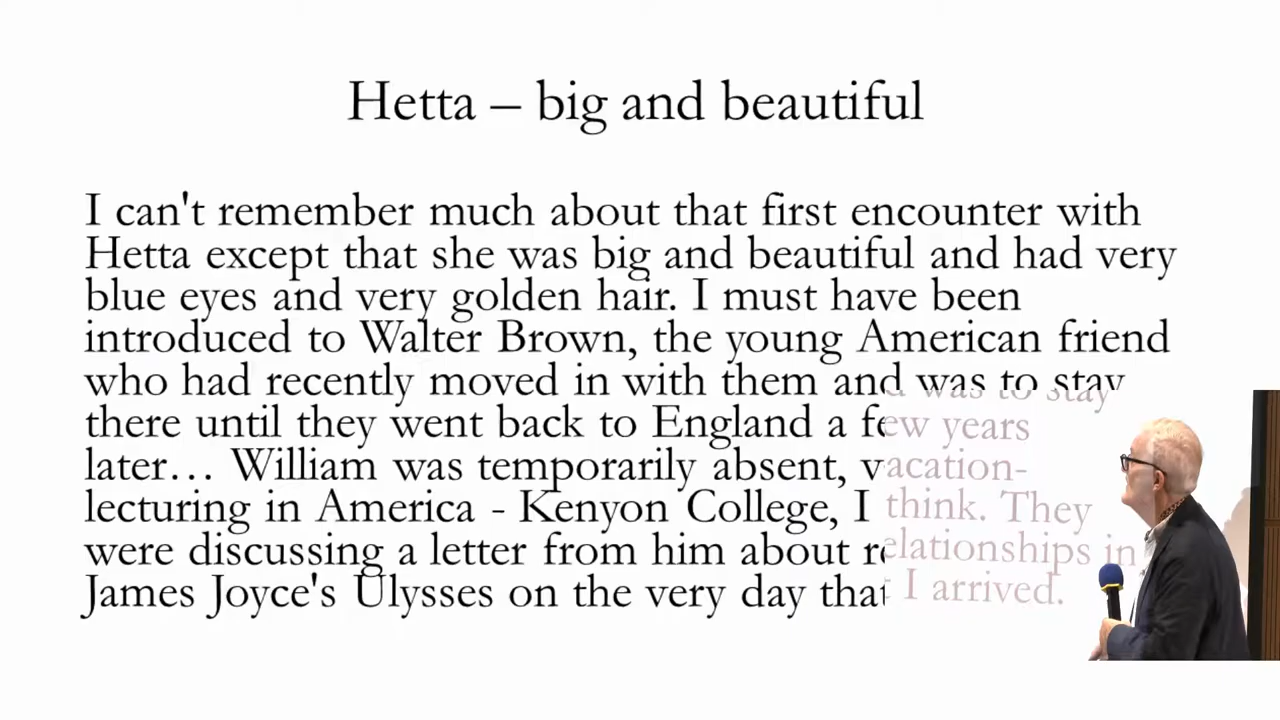 Hetta – big and beautiful
I can't remember much about that first encounter with
Hetta except that she was big and beautiful and had very
blue eyes and very golden hair. I must have been
introduced to Walter Brown, the young American friend
who had recently moved in with them and was to stay
there until they went back to England a few years
later… William was temporarily absent, vacation-
lecturing in America - Kenyon College, I think. They
were discussing a letter from him about relationships in
James Joyce's Ulysses on the very day that I arrived.